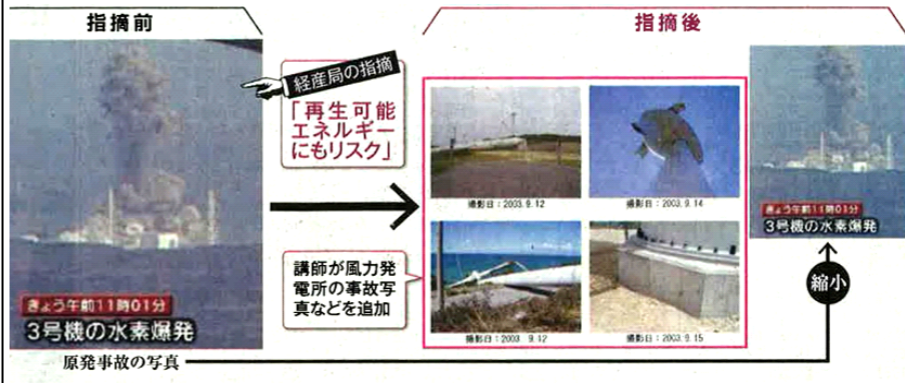 指摘前
きょう午前11時01分
3号機の水素爆発
原発事故の写真
経産局の指摘
「再生可能
エネルギー
にもリスク」
講師が風力発
電所の事故写
真などを追加
指摘後
撮影日：2003.9.12
撮影日：2003.9.14
撮影日：2003.9.12
撮影日：2003.9.15
きょう午前11時01分
3号機の水素爆発
縮小